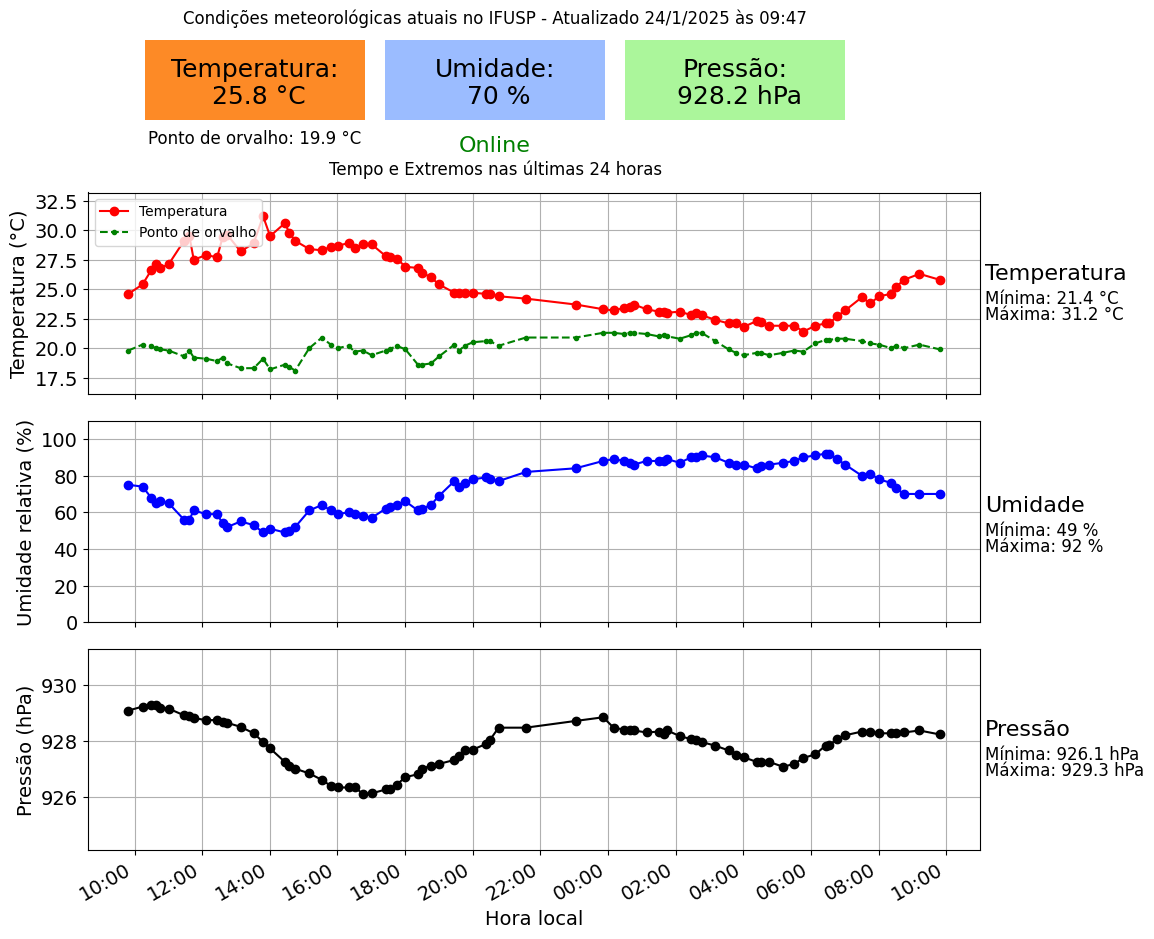 Condições meteorológicas atuais no IFUSP - Atualizado 24/1/2025 às 09:47
Temperatura:
25.8 °C
Umidade:
70 %
Pressão:
928.2 hPa
Ponto de orvalho: 19.9 °C
Online
Tempo e Extremos nas últimas 24 horas
Temperatura (°C)
32.5
30.0
27.5
25.0
22.5
20.0
17.5
Temperatura
Ponto de orvalho
Temperatura
Mínima: 21.4 °C
Máxima: 31.2 °C
Umidade relativa (%)
100
80
60
40
20
0
Umidade
Mínima: 49 %
Máxima: 92 %
Pressão (hPa)
930
928
926
Pressão
Mínima: 926.1 hPa
Máxima: 929.3 hPa
10:00 12:00 14:00 16:00 18:00 20:00 22:00 00:00 02:00 04:00 06:00 08:00 10:00
Hora local